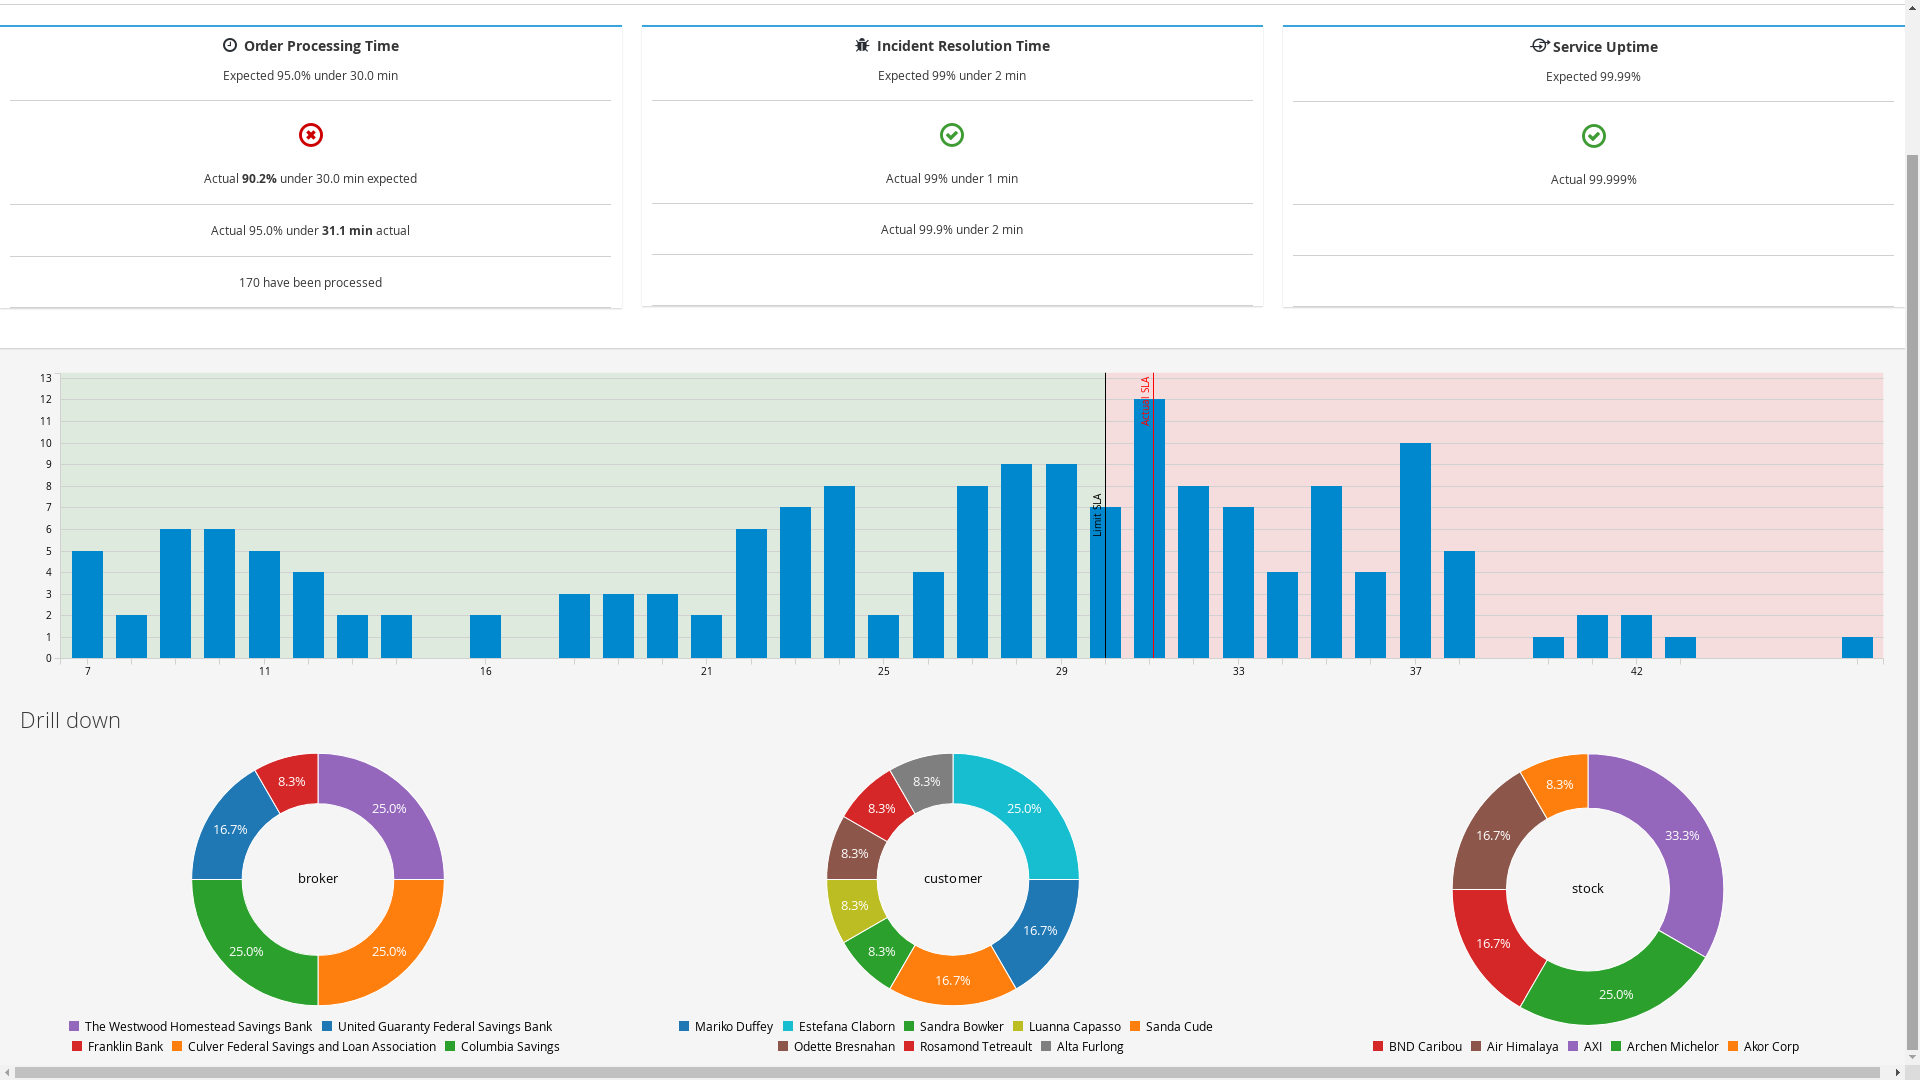 Order Processing Time
Expected 95.0% under 30.0 min
Actual 90.2% under 30.0 min expected
Actual 95.0% under 31.1 min actual
170 have been processed
Incident Resolution Time
Expected 99% under 2 min
Actual 99% under 1 min
Actual 99.9% under 2 min
Service Uptime
Expected 99.99%
Actual 99.999%
13
12
11
10
9
8
7
6
5
4
3
2
1
0
Limit SLA
Actual SLA
7 11 16 21 25 29 33 37 42
Drill down
8.3%
25.0%
16.7%
broker
25.0%
25.0%
The Westwood Homestead Savings Bank United Guaranty Federal Savings Bank
Franklin Bank Culver Federal Savings and Loan Association Columbia Savings
8.3%
25.0%
8.3%
8.3%
customer
8.3%
16.7%
8.3%
16.7%
Mariko Duffey Estefana Claborn Sandra Bowker Luanna Capasso Sanda Cude
Odette Bresnahan Rosamond Tetreault Alta Furlong
8.3%
33.3%
16.7%
stock
16.7%
25.0%
BND Caribou Air Himalaya AXI Archen Michelor Akor Corp